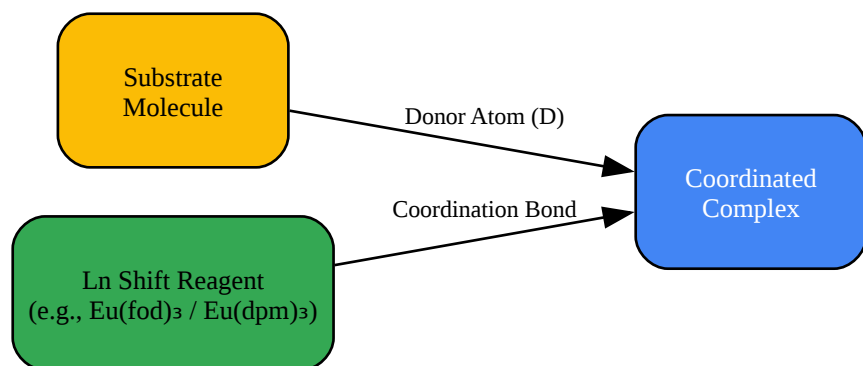 Substrate
Molecule
Donor Atom (D)
Coordinated
Complex
Coordination Bond
Ln Shift Reagent
(e.g., Eu(fod)₃ / Eu(dpm)₃)